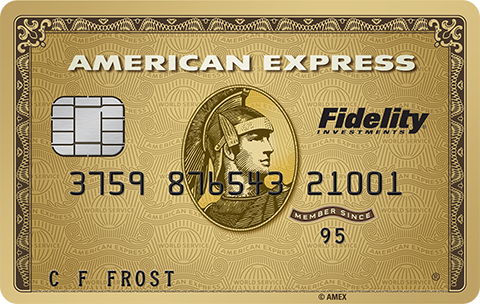 AMERICAN EXPRESS
Fidelity
INVESTMENTS
3759 876543 21001
MEMBER SINCE
95
C F FROST
®
© AMEX